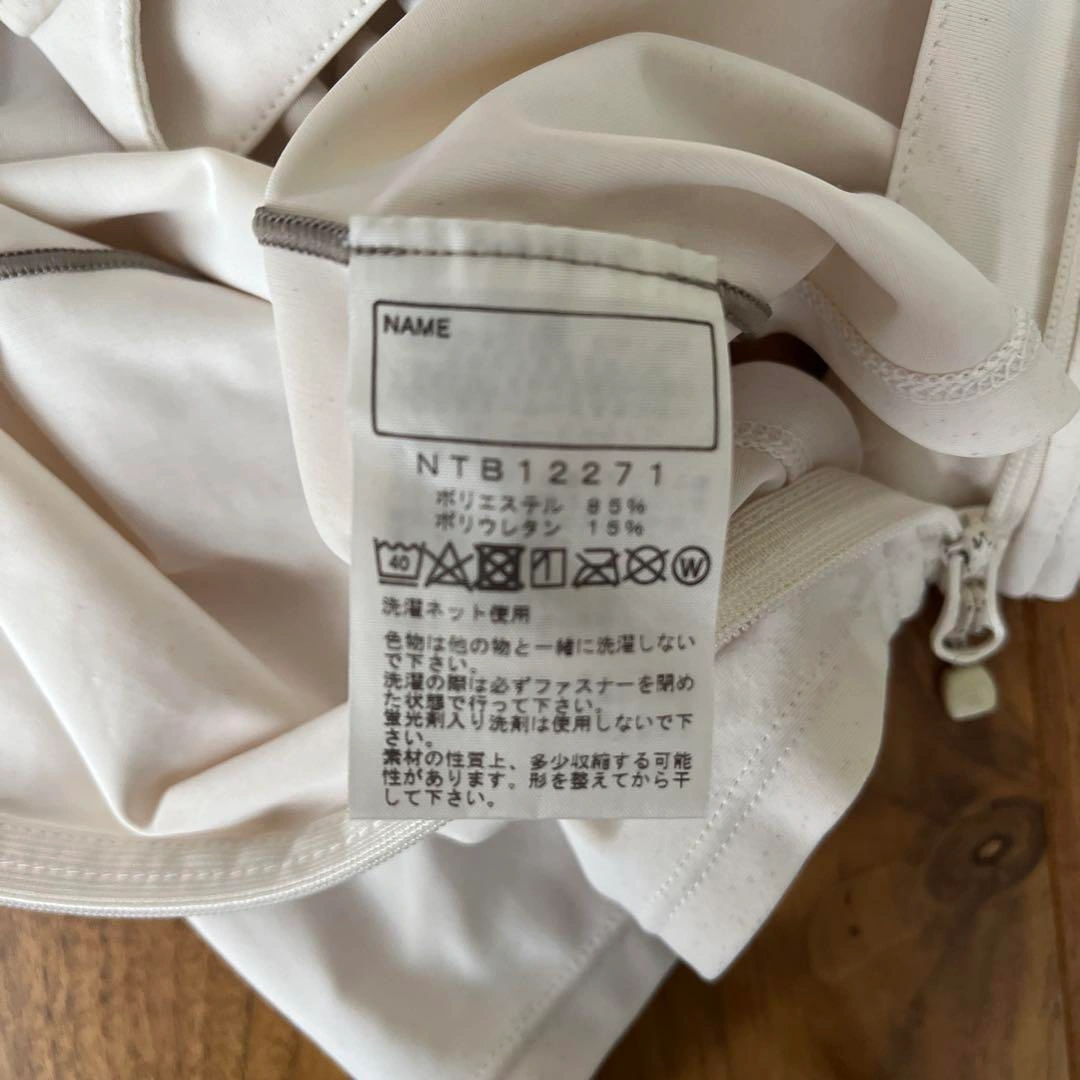 NAME
NTB12271
ポリエステル 85%
ポリウレタン 15%
40 W
洗濯ネット使用
色物は他の物と一緒に洗濯しない
で下さい。
洗濯の際は必ずファスナーを閉め
た状態で行って下さい。
蛍光剤入り洗剤は使用しないで下
さい。
素材の性質上、多少収縮する可能
性があります。形を整えてから干
して下さい。